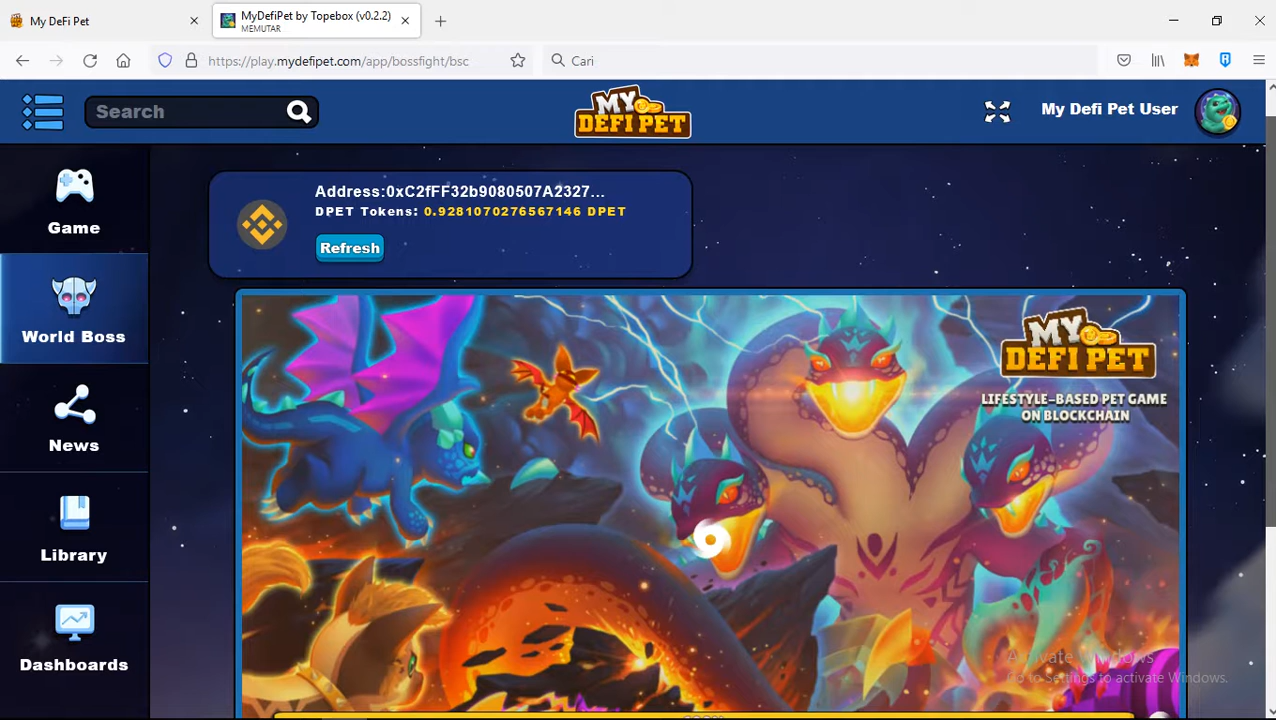 My DeFi Pet
MyDefiPet by Topebox (v0.2.2)
MEMUTAR
https://play.mydefipet.com/app/bossfight/bsc
Cari
Search
MY
DEFI PET
My Defi Pet User
Game
World Boss
News
Library
Dashboards
Address:0xC2fFF32b9080507A2327...
DPET Tokens: 0.9281070276567146 DPET
Refresh
MY
DEFI PET
LIFESTYLE-BASED PET GAME
ON BLOCKCHAIN
Activate Windows
Go to Settings to activate Windows.